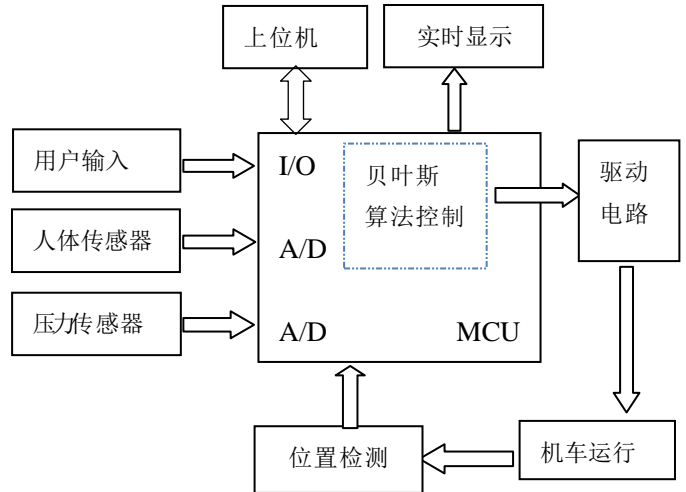 上位机
实时显示
用户输入
I/O
贝叶斯
算法控制
驱动
电路
人体传感器
A/D
压力传感器
A/D
MCU
位置检测
机车运行